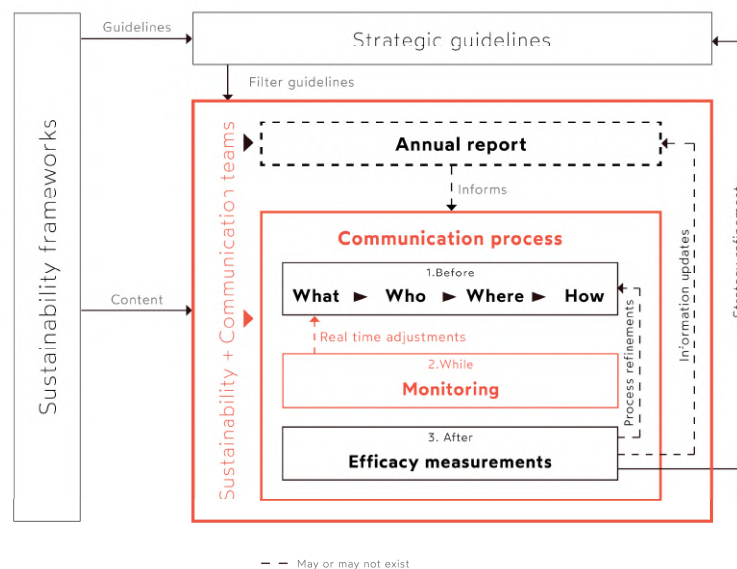 Guidelines
Strategic guidelines
Filter guidelines
Sustainability frameworks
Content
Sustainability + Communication teams
Annual report
Informs
Communication process
1.Before
What Who Where How
Real time adjustments
2.While
Monitoring
3. After
Efficacy measurements
Process refinements
Information updates
May or may not exist